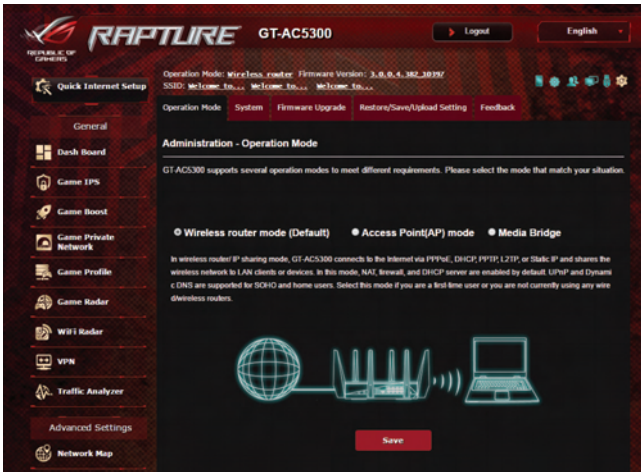 REPUBLIC OF
GAMERS
RAPTURE
GT-AC5300
Logout
English
Quick Internet Setup
Operation Mode: Wireless router Firmware Version: 3.0.0.4.382_10397
SSID: Welcome to... Welcome to... Welcome to...
Operation Mode System Firmware Upgrade Restore/Save/Upload Setting Feedback
General
Dash Board
Game IPS
Game Boost
Game Private
Network
Game Profile
Game Radar
WiFi Radar
VPN
Traffic Analyzer
Advanced Settings
Network Map
Administration - Operation Mode
GT-AC5300 supports several operation modes to meet different requirements. Please select the mode that match your situation.
Wireless router mode (Default) Access Point(AP) mode Media Bridge
In wireless router/ IP sharing mode, GT-AC5300 connects to the Internet via PPPoE, DHCP, PPTP, L2TP, or Static IP and shares the
wireless network to LAN clients or devices. In this mode, NAT, firewall, and DHCP server are enabled by default. UPnP and Dynami
c DNS are supported for SOHO and home users. Select this mode if you are a first-time user or you are not currently using any wire
d/wireless routers.
Save